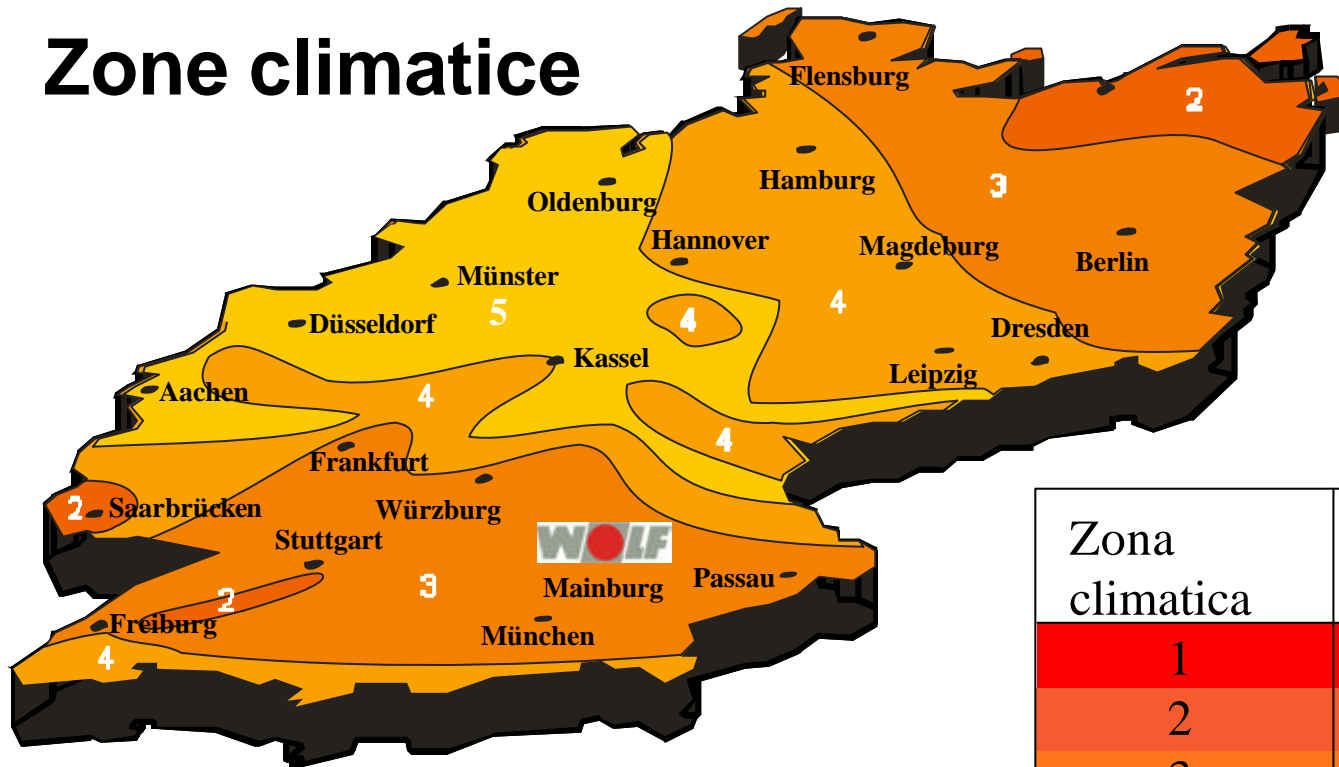 Zone climatice
Flensburg
2
Hamburg
3
Oldenburg
Hannover
Magdeburg
Berlin
Münster
5
4
4
Düsseldorf
Dresden
Kassel
Leipzig
Aachen
4
4
Frankfurt
2
Saarbrücken
Würzburg
Stuttgart
WOLF
3
Mainburg
Passau
2
Freiburg
München
4
Zona
climatica
1
2